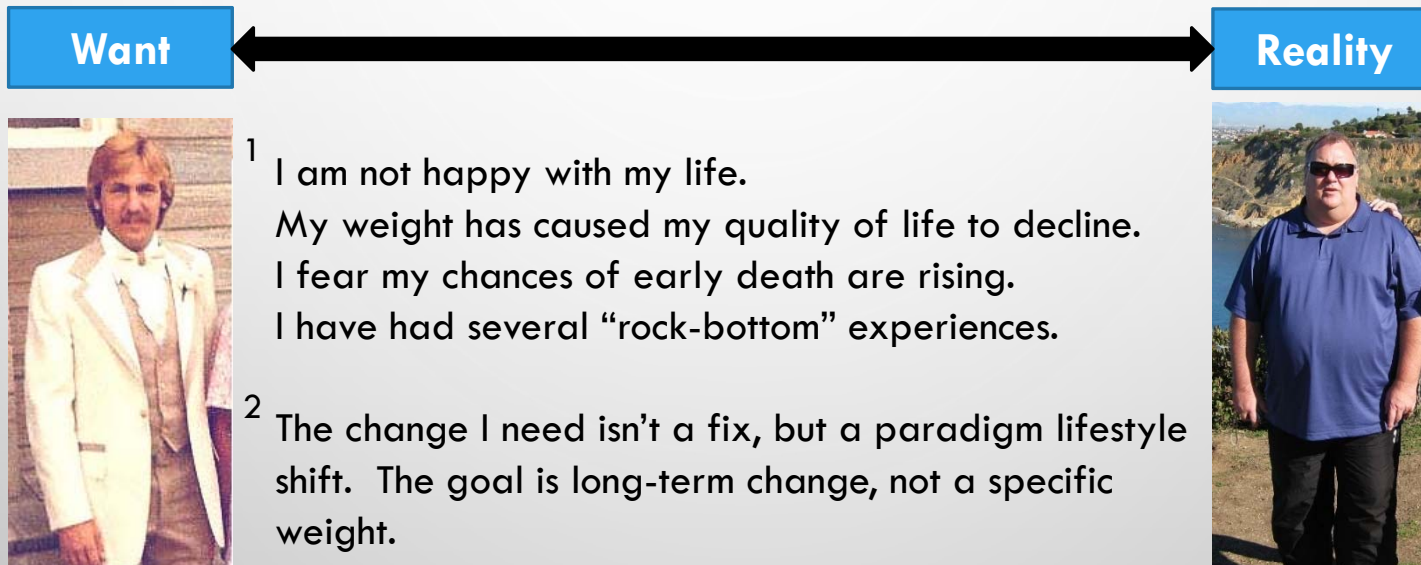 Want
Reality
1
I am not happy with my life.
My weight has caused my quality of life to decline.
I fear my chances of early death are rising.
I have had several “rock-bottom” experiences.
2
The change I need isn’t a fix, but a paradigm lifestyle
shift.  The goal is long-term change, not a specific
weight.